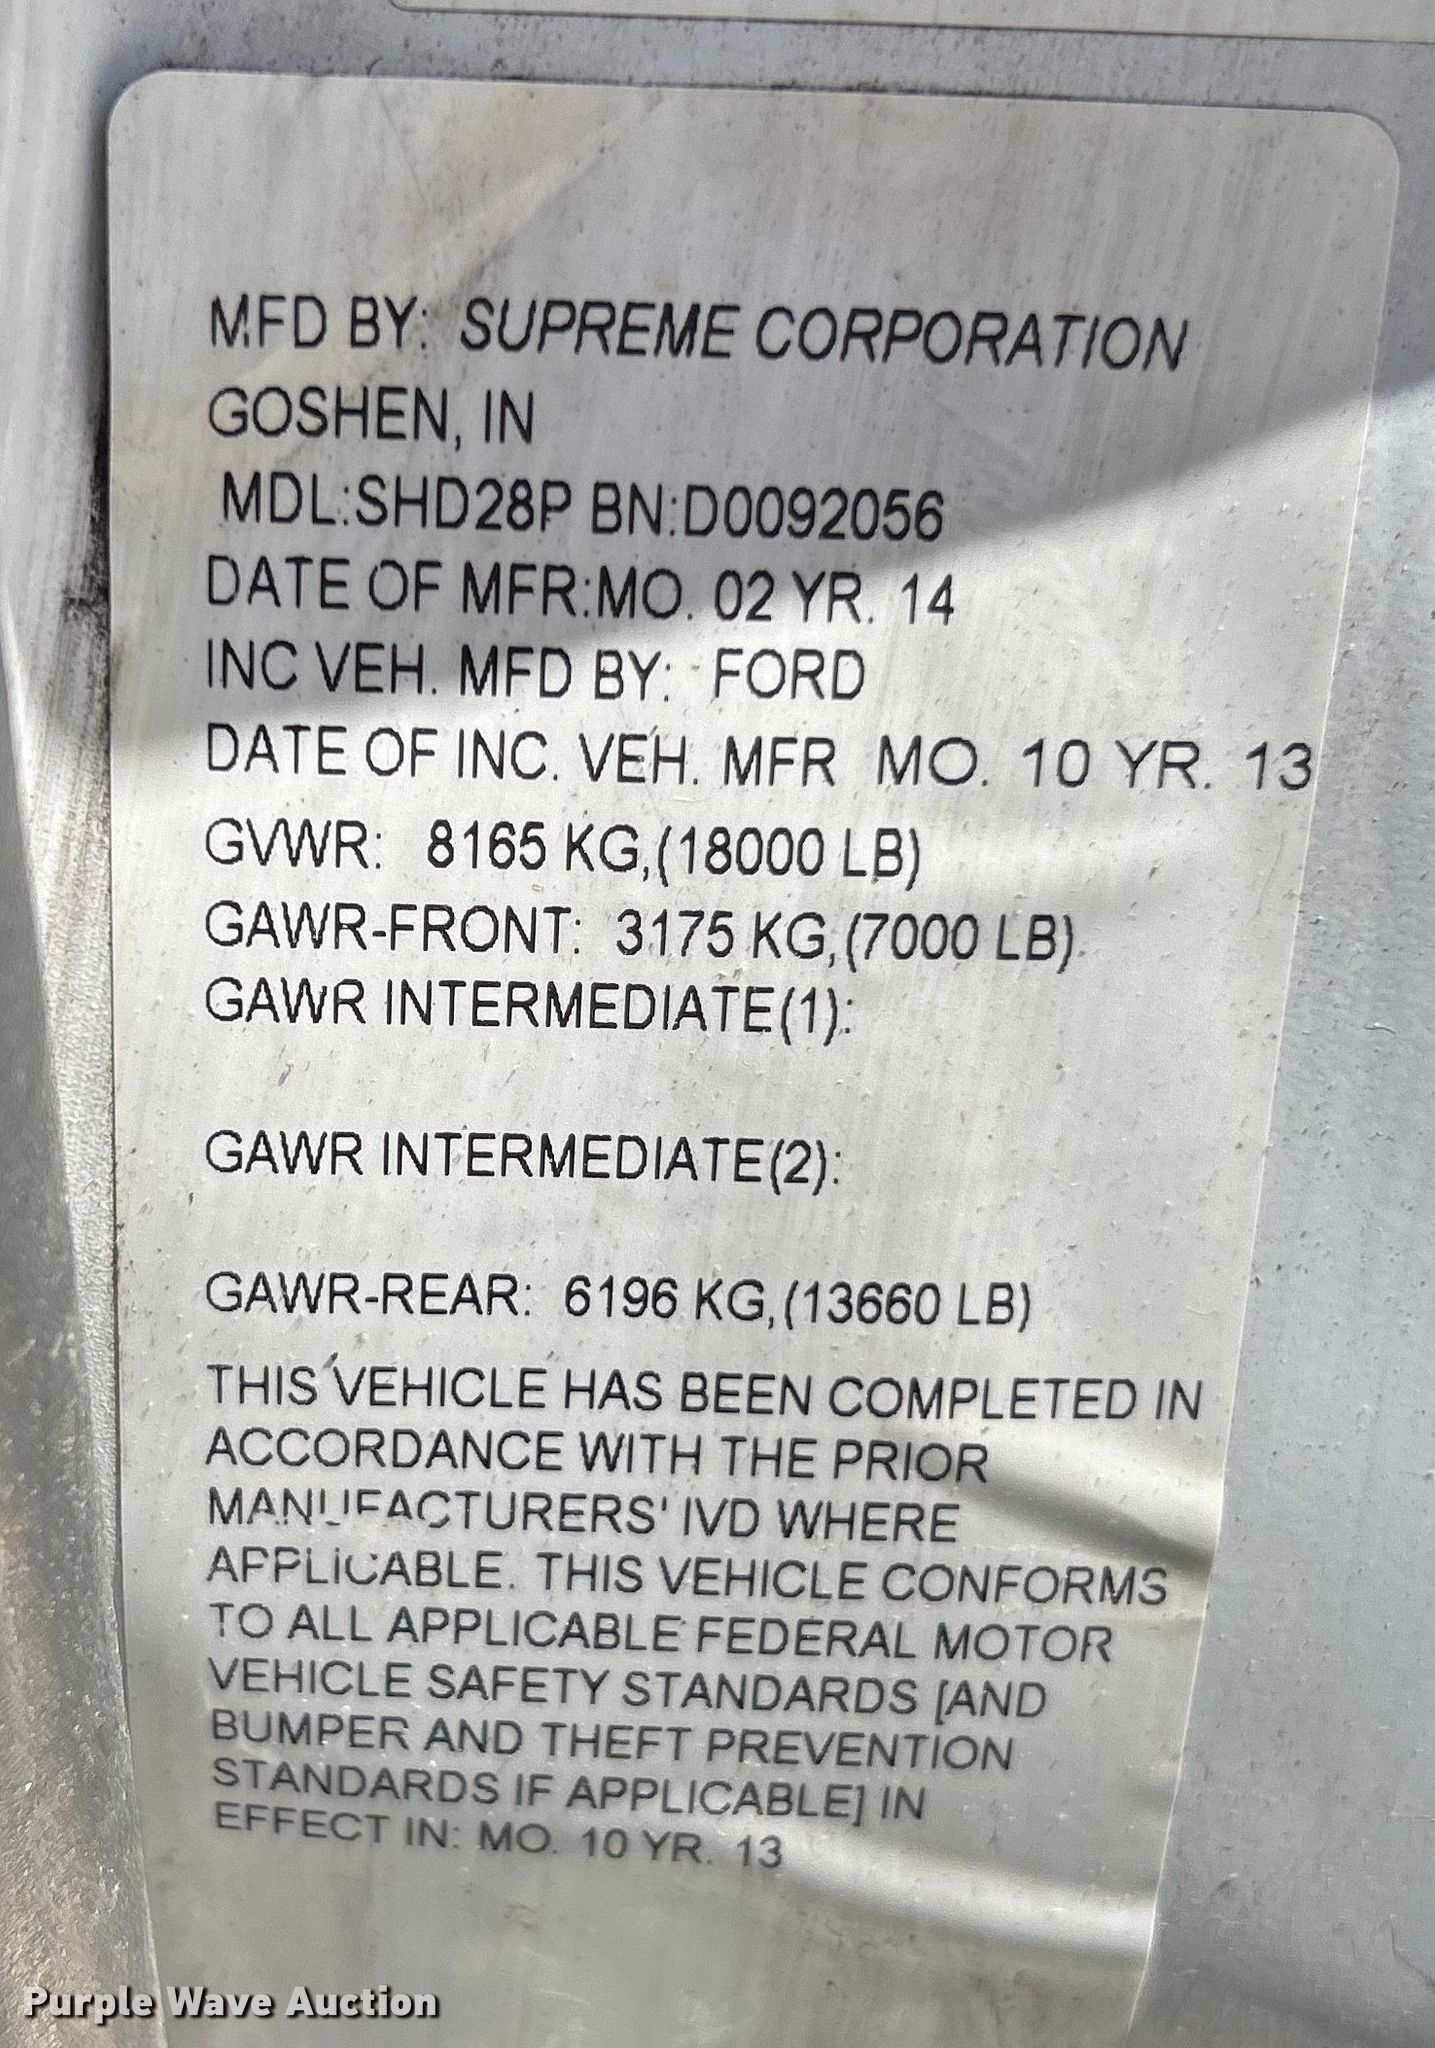 MFD BY: SUPREME CORPORATION
GOSHEN, IN
MDL:SHD28P BN:D0092056
DATE OF MFR:MO. 02 YR. 14
INC VEH. MFD BY: FORD
DATE OF INC. VEH. MFR MO. 10 YR. 13
GVWR: 8165 KG,(18000 LB)
GAWR-FRONT: 3175 KG,(7000 LB)
GAWR INTERMEDIATE(1):
GAWR INTERMEDIATE(2):
GAWR-REAR: 6196 KG,(13660 LB)
THIS VEHICLE HAS BEEN COMPLETED IN
ACCORDANCE WITH THE PRIOR
MANUFACTURERS' IVD WHERE
APPLICABLE. THIS VEHICLE CONFORMS
TO ALL APPLICABLE FEDERAL MOTOR
VEHICLE SAFETY STANDARDS [AND
BUMPER AND THEFT PREVENTION
STANDARDS IF APPLICABLE] IN
EFFECT IN: MO. 10 YR. 13
Purple Wave Auction